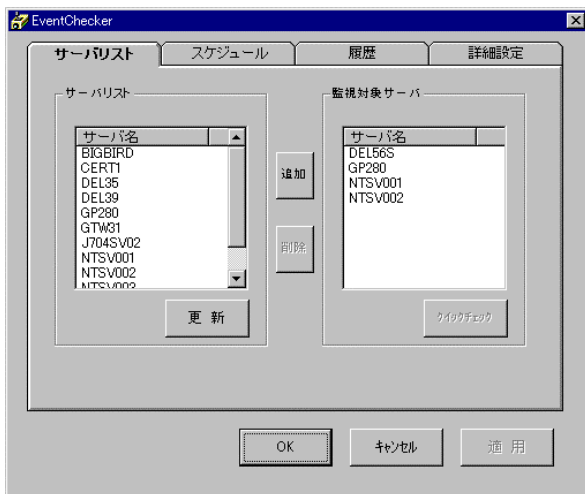 EventChecker
サーバリスト スケジュール 履歴 詳細設定
サーバリスト
サーバ名
BIGBIRD
CERT1
DEL35
DEL39
GP280
GTW31
J704SV02
NTSV001
NTSV002
NTSV003
更 新
追加
削除
監視対象サーバ
サーバ名
DEL56S
GP280
NTSV001
NTSV002
クイックチェック
OK キャンセル 適 用